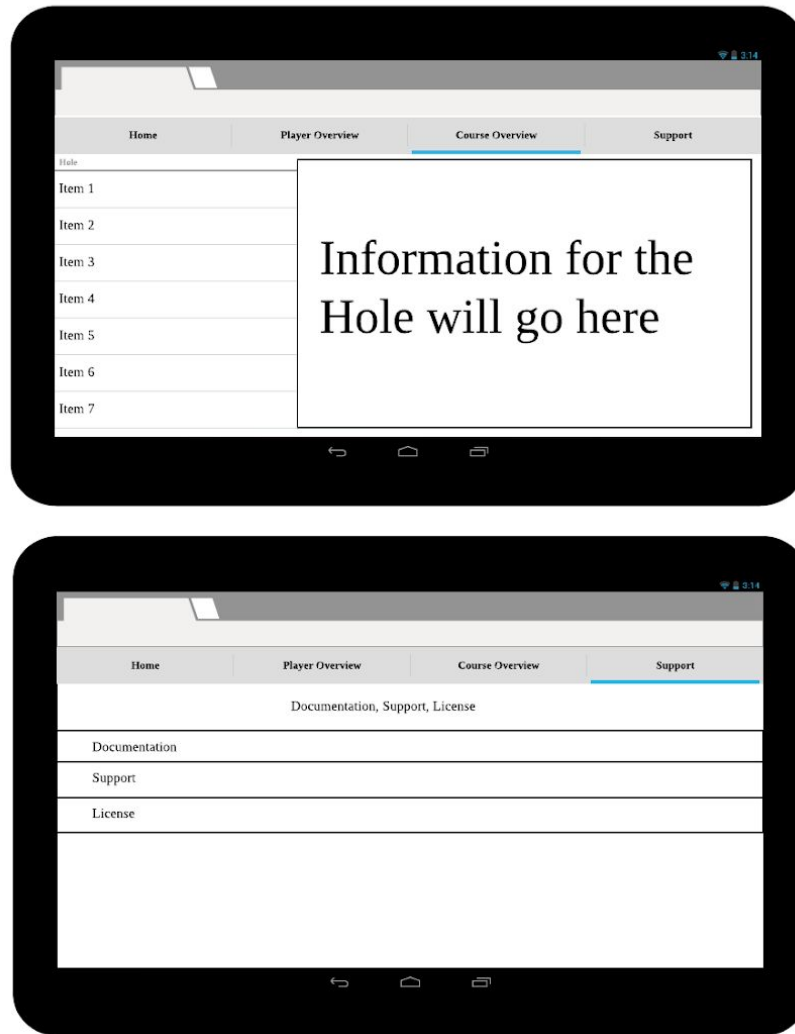 3:14
Home Player Overview Course Overview Support
Hole
Item 1
Item 2
Item 3
Item 4
Item 5
Item 6
Item 7
Information for the
Hole will go here
3:14
Home Player Overview Course Overview Support
Documentation, Support, License
Documentation
Support
License